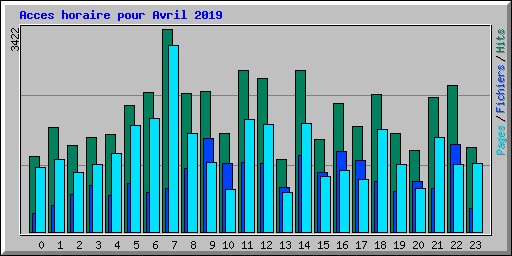 Acces horaire pour Avril 2019
3422
Pages / Fichiers / Hits
0 1 2 3 4 5 6 7 8 9 10 11 12 13 14 15 16 17 18 19 20 21 22 23